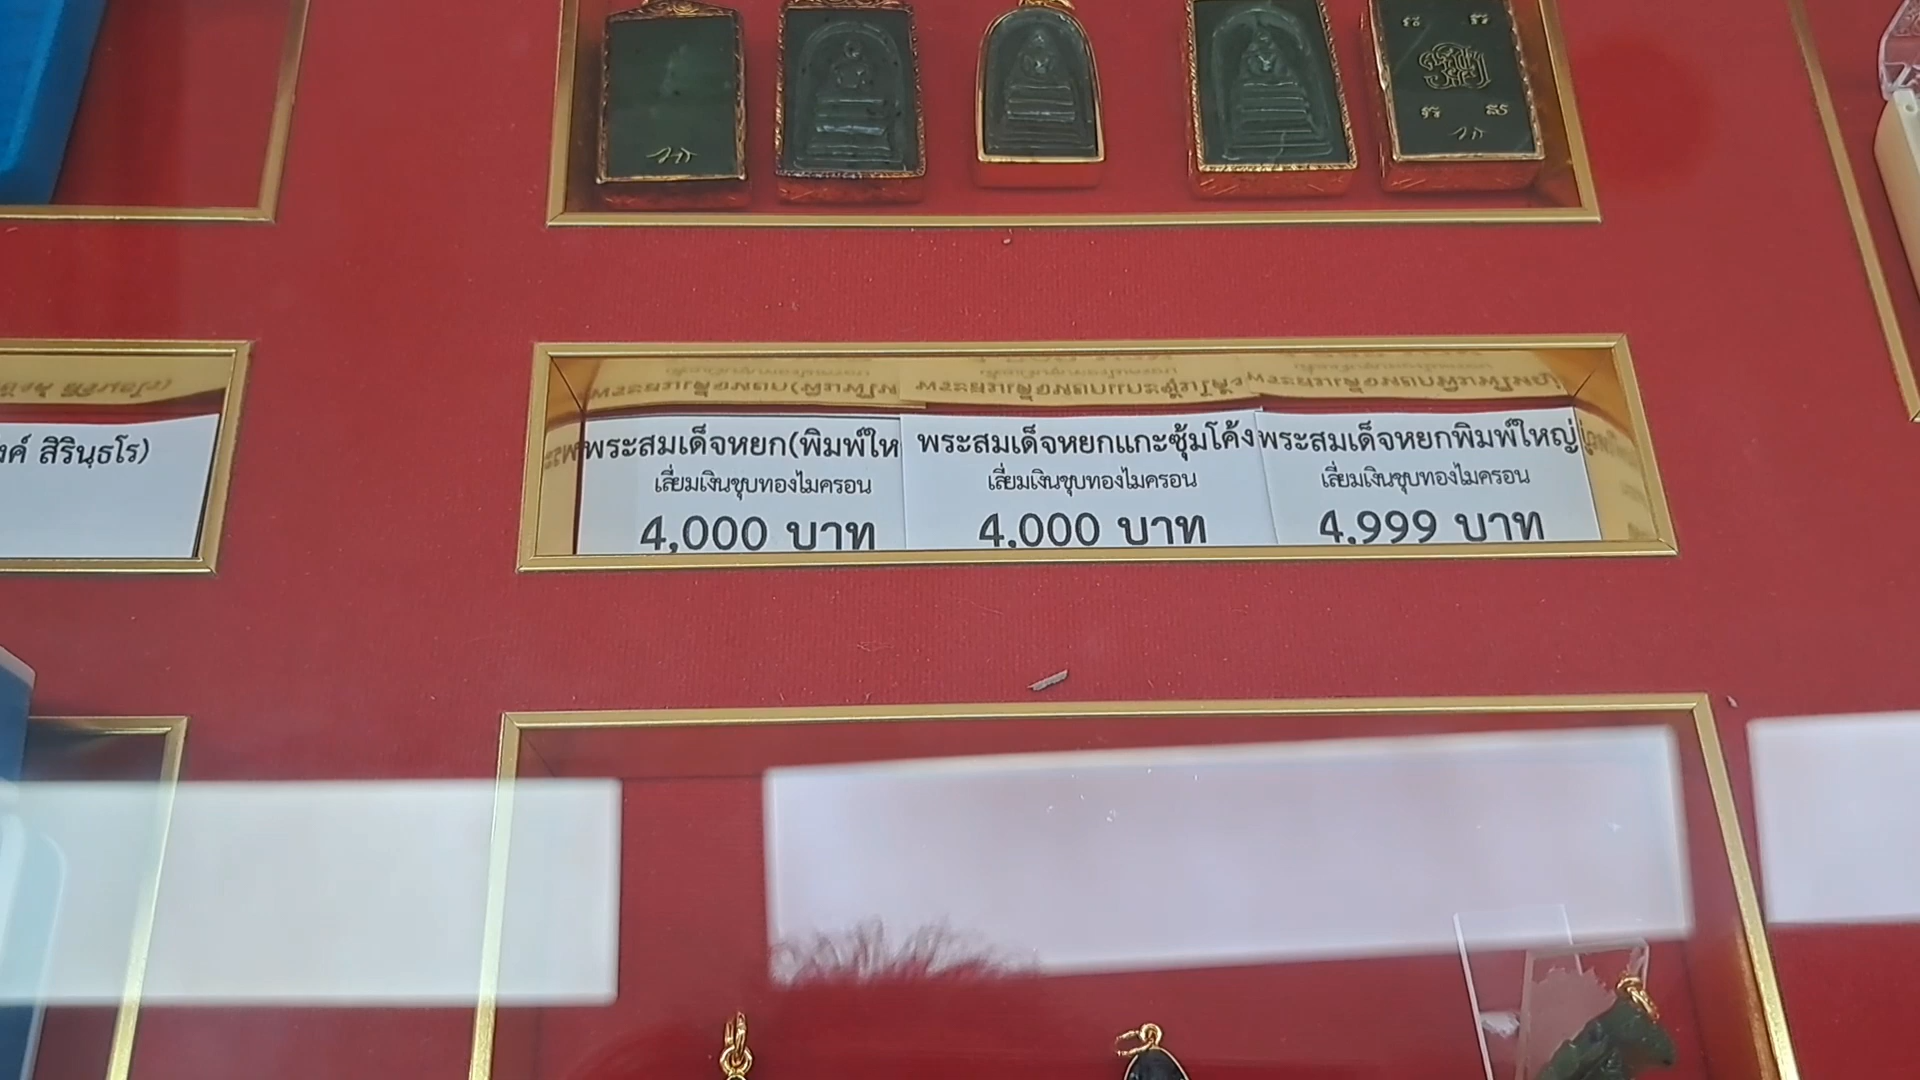 พระสมเด็จหยก(พิมพ์ให
เลี่ยมเงินชุบทองไมครอน
4,000 บาท
พระสมเด็จหยกแกะซุ้มโค้ง
เลี่ยมเงินชุบทองไมครอน
4,000 บาท
พระสมเด็จหยกพิมพ์ใหญ่
เลี่ยมเงินชุบทองไมครอน
4,999 บาท
งค์ สิรินฺธโร)